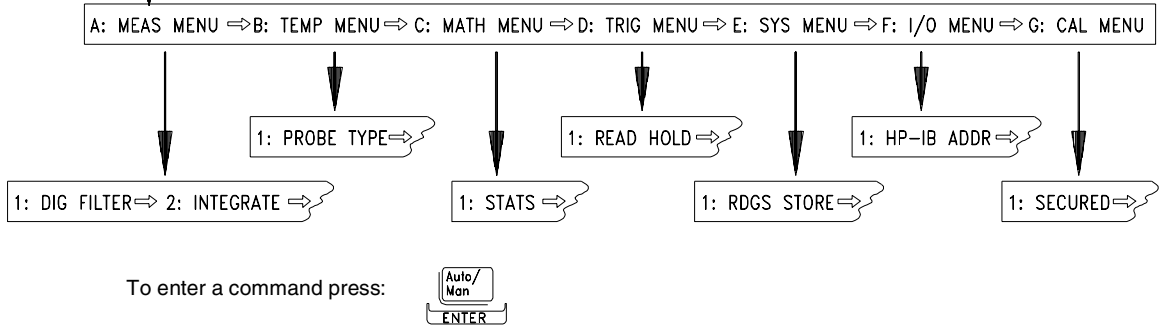 A: MEAS MENU ⇨B: TEMP MENU⇨ C: MATH MENU⇨D: TRIG MENU⇨ E: SYS MENU⇨F: I/O MENU⇨G: CAL MENU
1: PROBE TYPE⇨
1: READ HOLD⇨
1: HP-IB ADDR⇨
1: DIG FILTER⇨ 2: INTEGRATE ⇨
1: STATS ⇨
1: RDGS STORE⇨
1: SECURED⇨
To enter a command press:
Auto/
Man
ENTER